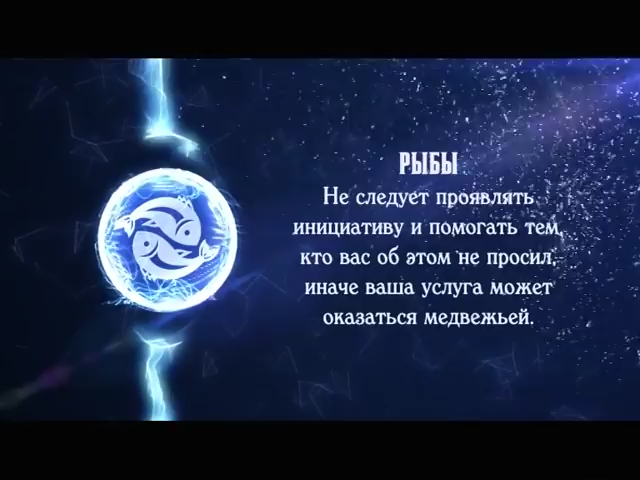 РЫБЫ
Не следует проявлять
инициативу и помогать тем,
кто вас об этом не просил,
иначе ваша услуга может
оказаться медвежьей.